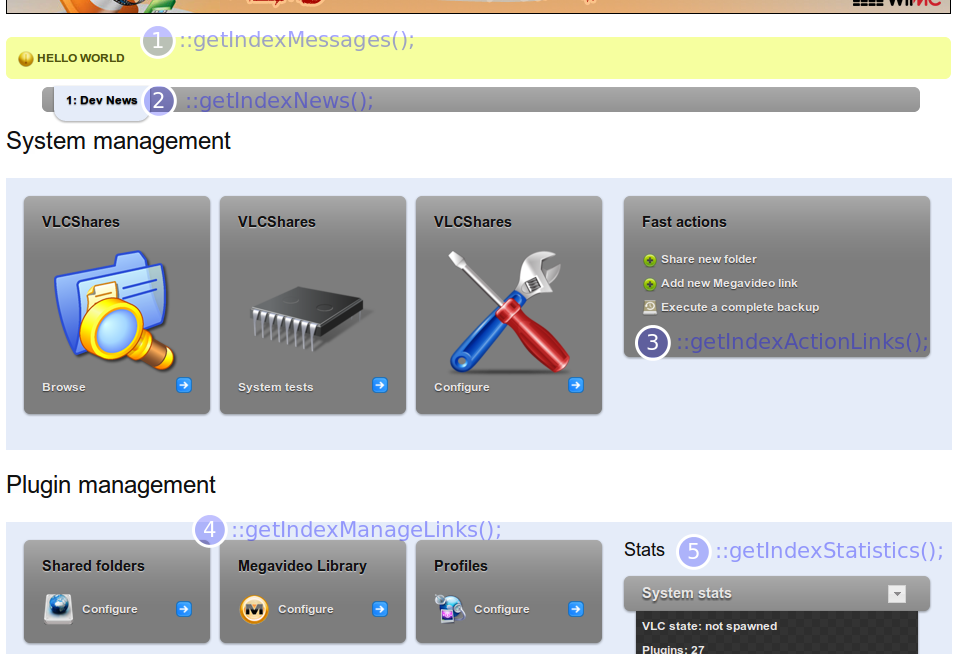 WiiMC
1 ::getIndexMessages();
HELLO WORLD
1: Dev News 2 ::getIndexNews();
System management
VLCShares
Browse
VLCShares
System tests
VLCShares
Configure
Fast actions
Share new folder
Add new Megavideo link
Execute a complete backup
3 ::getIndexActionLinks();
Plugin management
4 ::getIndexManageLinks();
Shared folders
Configure
Megavideo Library
Configure
Profiles
Configure
Stats 5 ::getIndexStatistics();
System stats
VLC state: not spawned
Plugins: 27